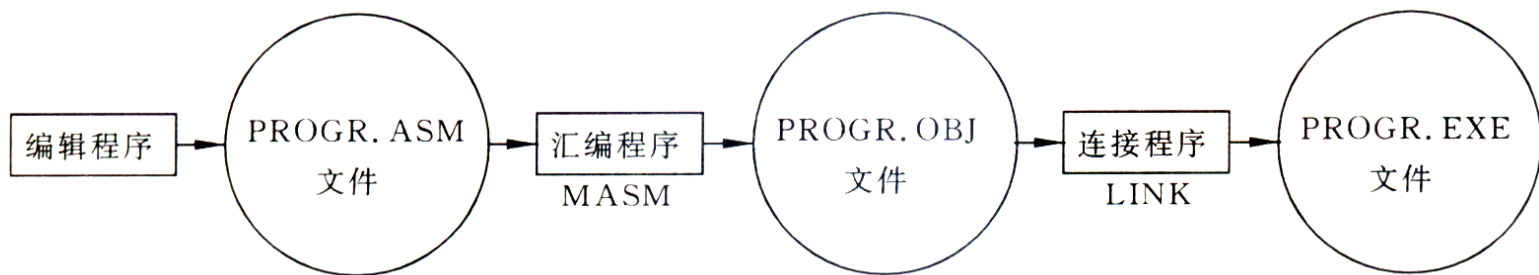 编辑程序
PROGR. ASM
文件
汇编程序
MASM
PROGR. OBJ
文件
连接程序
LINK
PROGR. EXE
文件